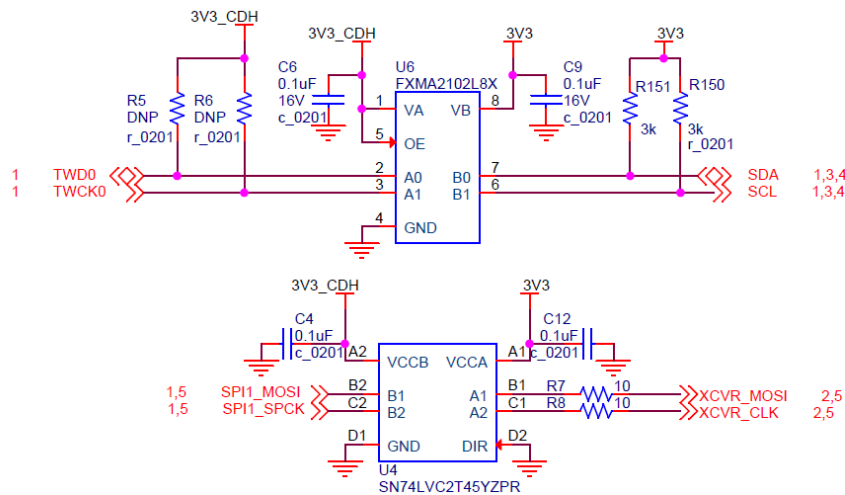 3V3_CDH
3V3_CDH
3V3
3V3
R5
DNP
r_0201
R6
DNP
r_0201
C6
0.1uF
16V
c_0201
U6
FXMA2102L8X
C9
0.1uF
16V
c_0201
R151
3k
R150
3k
r_0201
1 VA VB 8
5 OE
1 TWD0 2 A0 B0 7 SDA 1,3,4
1 TWCK0 3 A1 B1 6 SCL 1,3,4
4 GND
3V3_CDH
3V3
C4
0.1uF
c_0201
C12
0.1uF
c_0201
A2 VCCB VCCA A1
1,5 SPI1_MOSI B2 B1 A1 B1 R7 10 XCVR_MOSI 2,5
1,5 SPI1_SPCK C2 B2 A2 C1 R8 10 XCVR_CLK 2,5
D1 GND DIR D2
U4
SN74LVC2T45YZPR